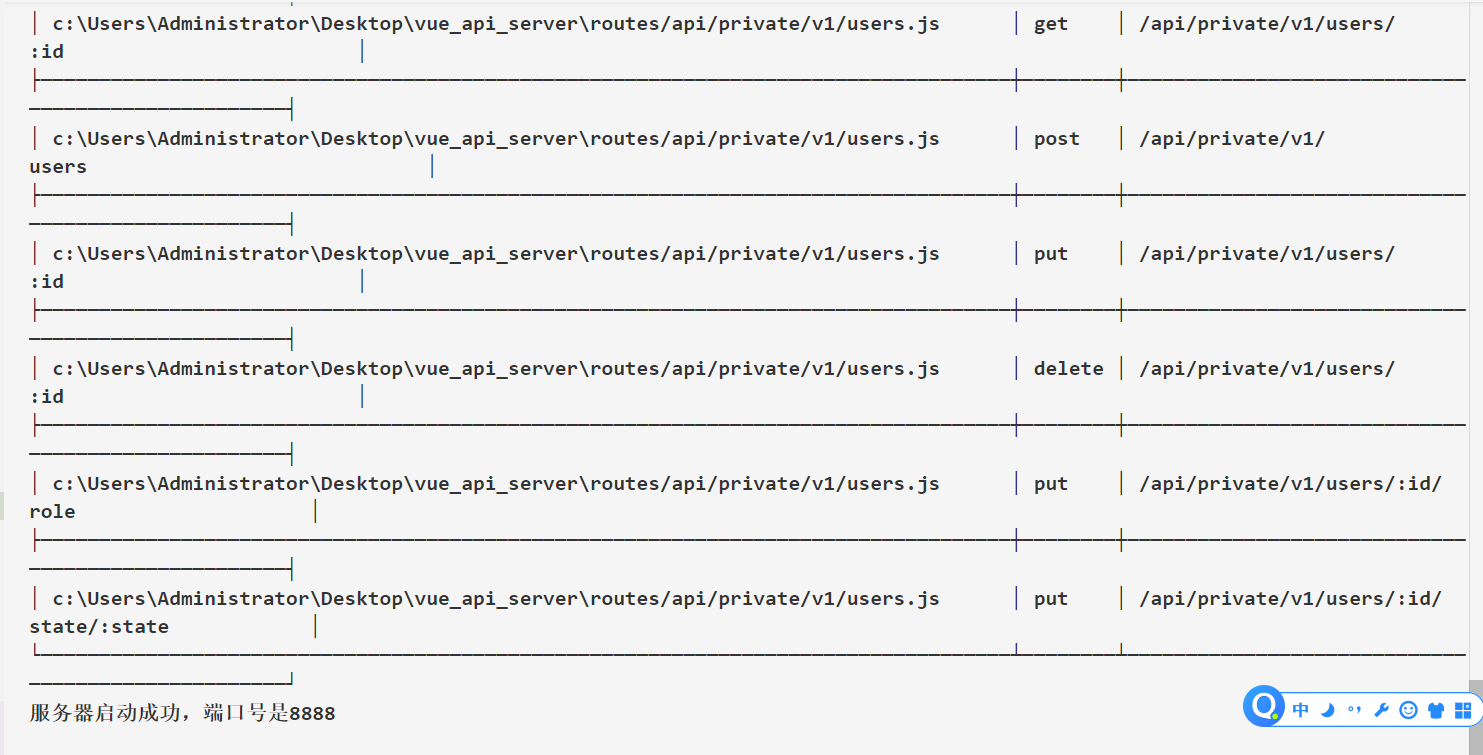 │ c:\Users\Administrator\Desktop\vue_api_server\routes/api/private/v1/users.js │ get │ /api/private/v1/users/
:id │
│ c:\Users\Administrator\Desktop\vue_api_server\routes/api/private/v1/users.js │ post │ /api/private/v1/
users │
│ c:\Users\Administrator\Desktop\vue_api_server\routes/api/private/v1/users.js │ put │ /api/private/v1/users/
:id │
│ c:\Users\Administrator\Desktop\vue_api_server\routes/api/private/v1/users.js │ delete │ /api/private/v1/users/
:id │
│ c:\Users\Administrator\Desktop\vue_api_server\routes/api/private/v1/users.js │ put │ /api/private/v1/users/:id/
role │
│ c:\Users\Administrator\Desktop\vue_api_server\routes/api/private/v1/users.js │ put │ /api/private/v1/users/:id/
state/:state │
服务器启动成功，端口号是8888
中